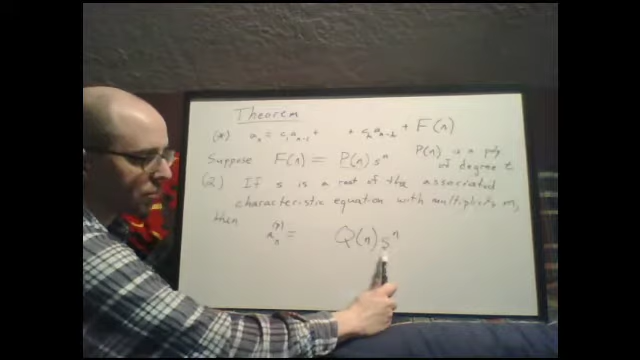 Theorem
(*) aₙ = c₁aₙ₋₁ + + cₖaₙ₋ₖ + F(n)
Suppose F(n) = P(n) sⁿ P(n) is a poly of degree t
(2) If s is a root of the associated
characteristic equation with multiplicity m,
then
aₙ⁽ᵖ⁾ = Q(n) sⁿ